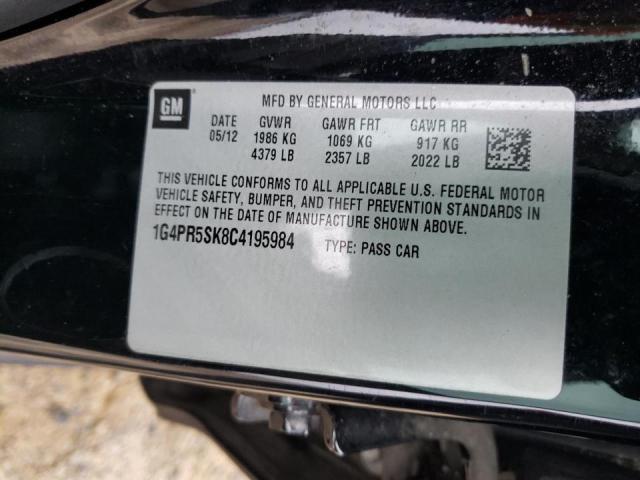 GM
MFD BY GENERAL MOTORS LLC
DATE GVWR GAWR FRT GAWR RR
05/12 1986 KG 1069 KG 917 KG
4379 LB 2357 LB 2022 LB
THIS VEHICLE CONFORMS TO ALL APPLICABLE U.S. FEDERAL MOTOR
VEHICLE SAFETY, BUMPER, AND THEFT PREVENTION STANDARDS IN
EFFECT ON THE DATE OF MANUFACTURE SHOWN ABOVE.
1G4PR5SK8C4195984 TYPE: PASS CAR